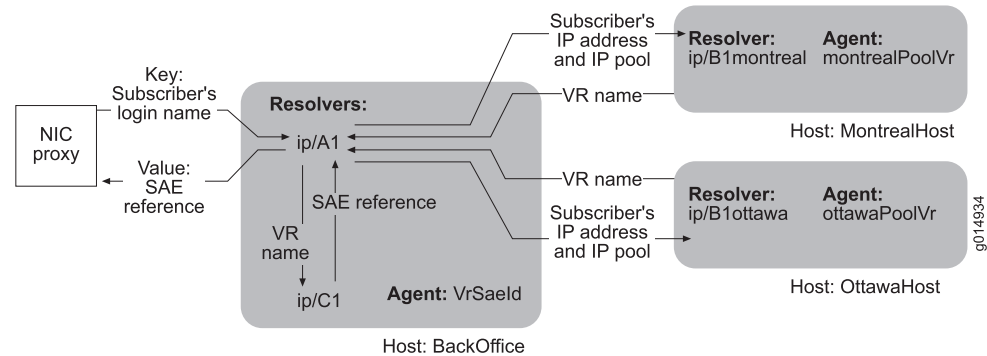 Key:
Subscriber's
login name
NIC
proxy
Value:
SAE
reference
Resolvers:
ip/A1
SAE reference
VR
name
ip/C1
Agent: VrSaeId
Host: BackOffice
Subscriber's
IP address
and IP pool
VR name
Resolver: Agent:
ip/B1montreal montrealPoolVr
Host: MontrealHost
VR name
Subscriber's
IP address
and IP pool
Resolver: Agent:
ip/B1ottawa ottawaPoolVr
Host: OttawaHost
g014934